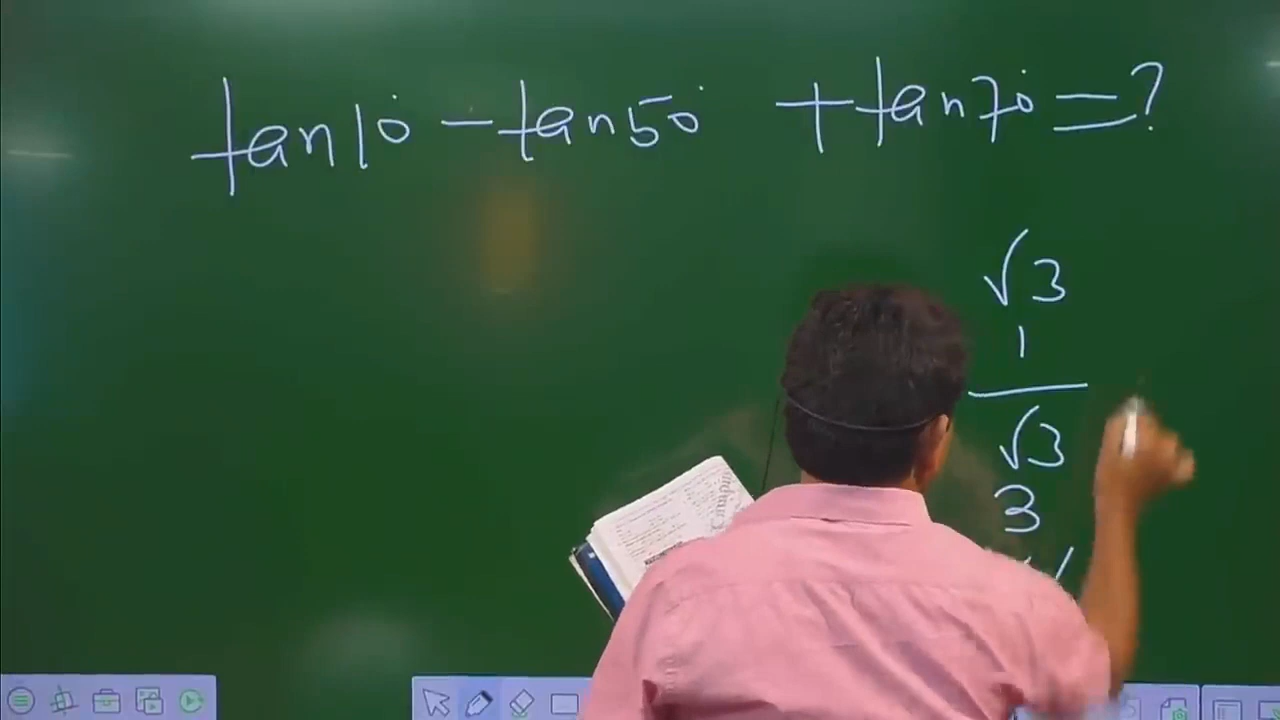 tan10° - tan50° + tan70° = ?
√3
1
√3
3